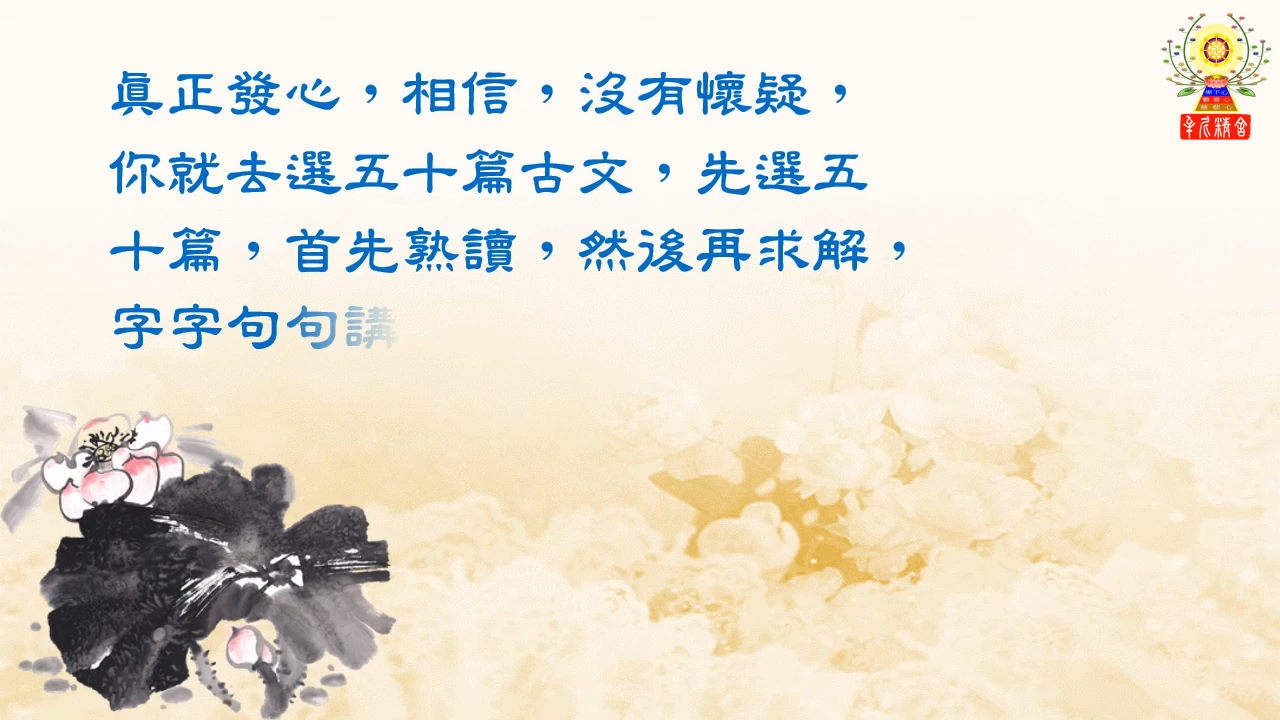 真正發心，相信，沒有懷疑，
你就去選五十篇古文，先選五
十篇，首先熟讀，然後再求解，
字字句句講